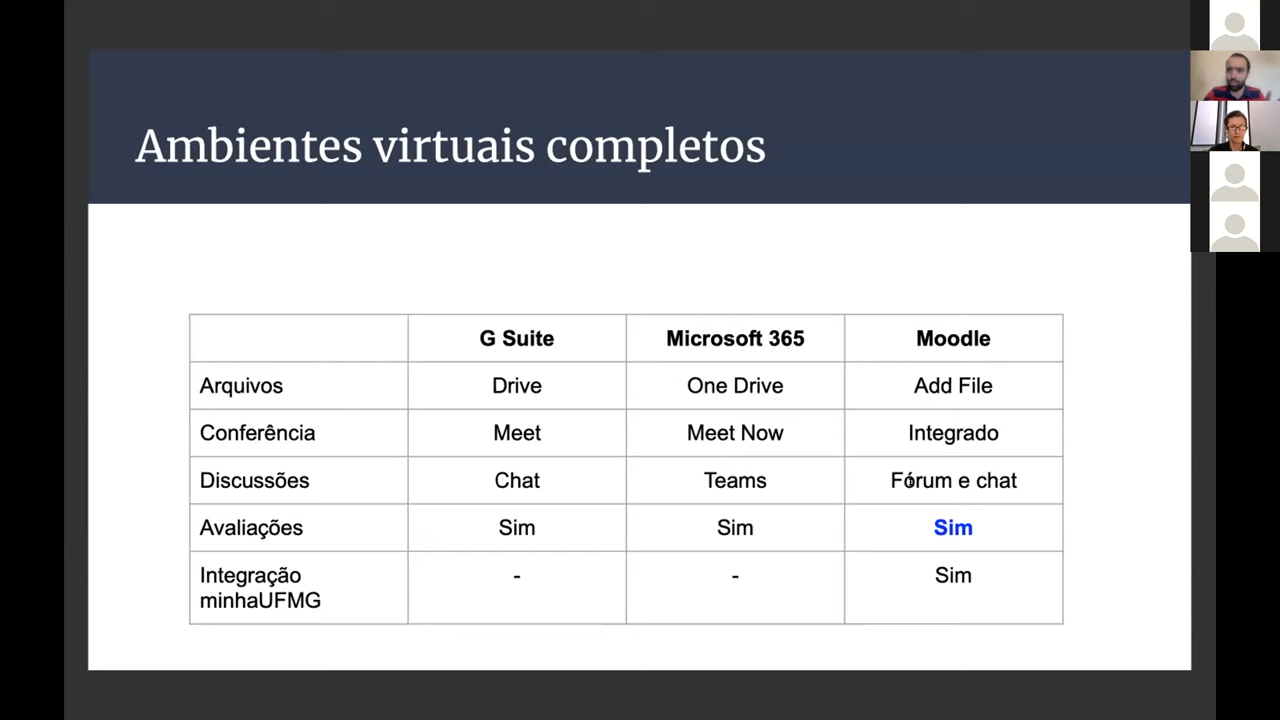 Ambientes virtuais completos
G Suite Microsoft 365 Moodle
Arquivos Drive One Drive Add File
Conferência Meet Meet Now Integrado
Discussões Chat Teams Fórum e chat
Avaliações Sim Sim Sim
Integração - - Sim
minhaUFMG